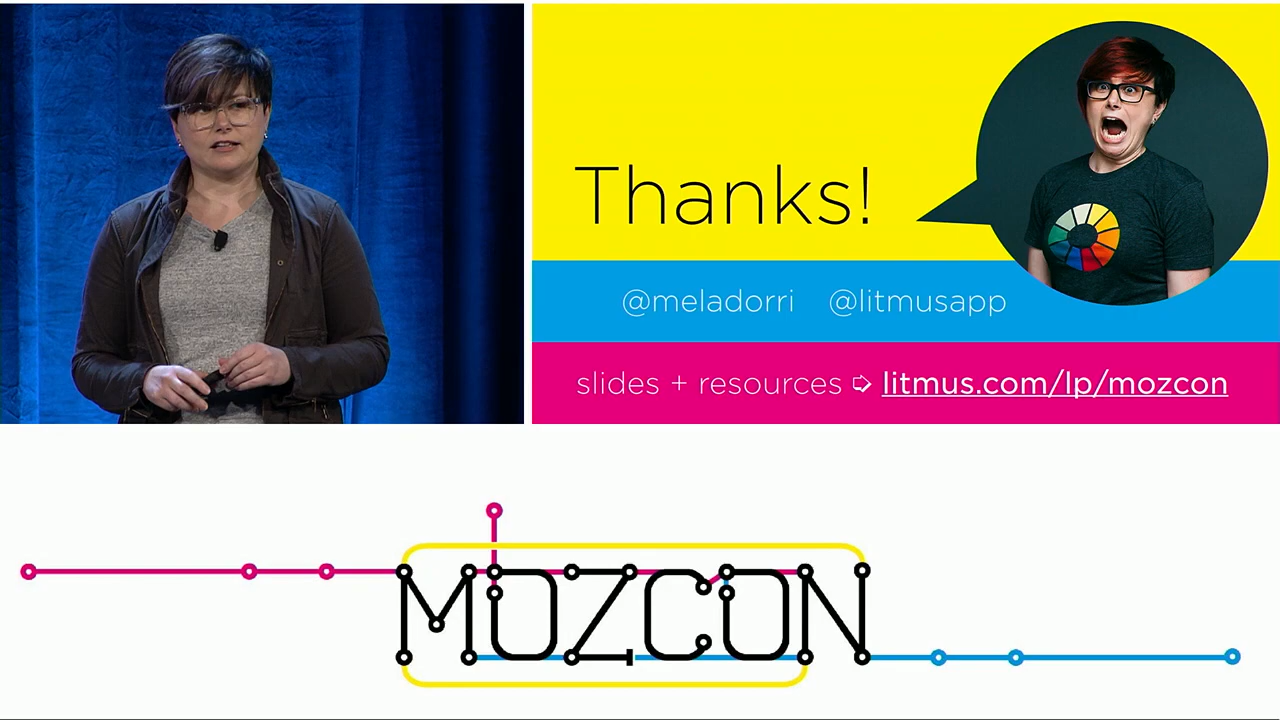 Thanks!
@meladorri @litmusapp
slides + resources ➩ litmus.com/lp/mozcon
MOZCON